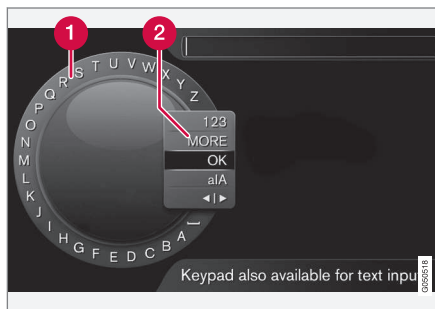 1
2
A B C D E F G H I J K L M N O P Q R S T U V W X Y Z
123
MORE
OK
a|A
◄|►
Keypad also available for text input
G050518